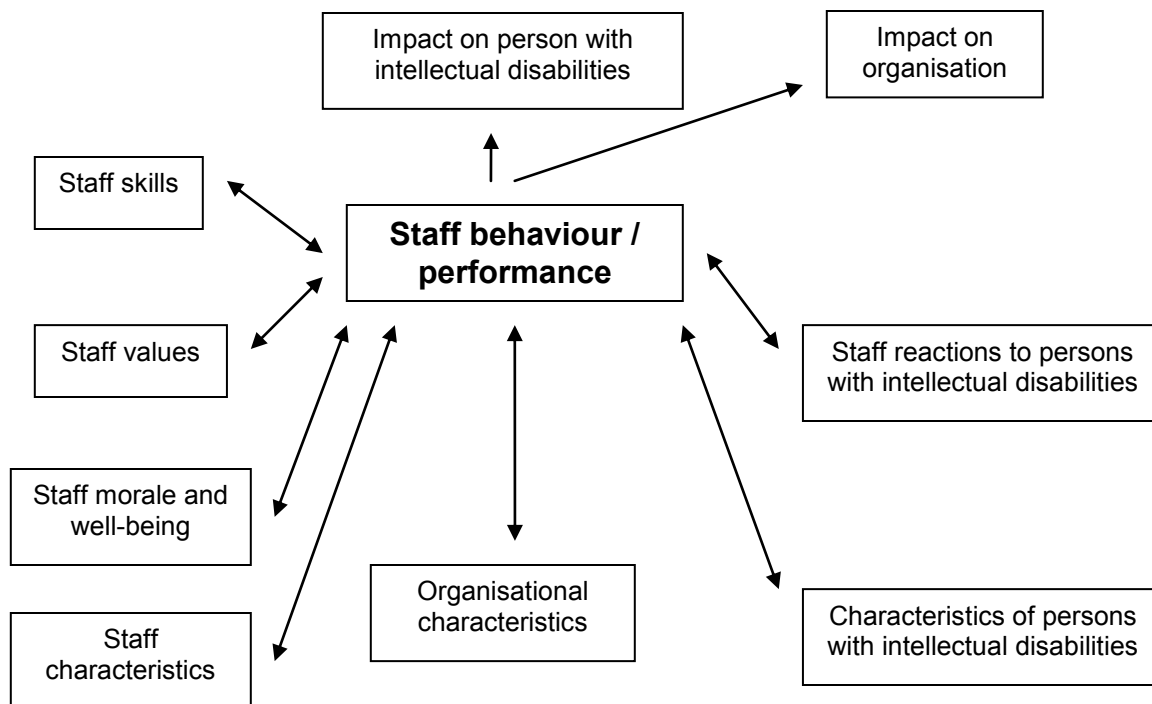 Impact on person with
intellectual disabilities
Impact on
organisation
Staff skills
Staff behaviour /
performance
Staff values
Staff reactions to persons
with intellectual disabilities
Staff morale and
well-being
Organisational
characteristics
Characteristics of persons
with intellectual disabilities
Staff
characteristics